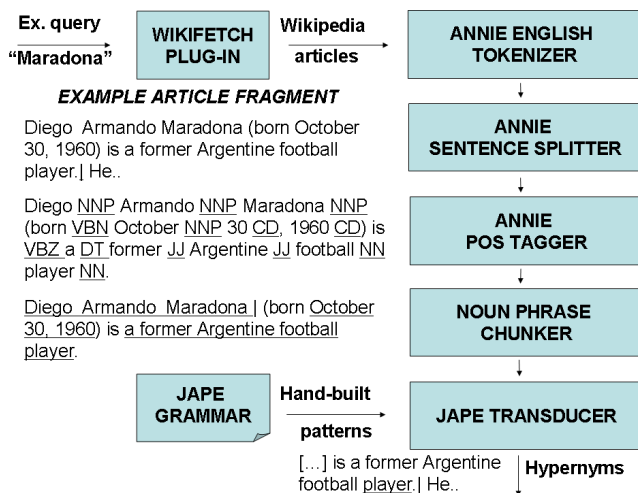 Ex. query
"Maradona"
WIKIFETCH
PLUG-IN
Wikipedia
articles
ANNIE ENGLISH
TOKENIZER
EXAMPLE ARTICLE FRAGMENT
Diego Armando Maradona (born October
30, 1960) is a former Argentine football
player.| He..
ANNIE
SENTENCE SPLITTER
Diego NNP Armando NNP Maradona NNP
(born VBN October NNP 30 CD, 1960 CD) is
VBZ a DT former JJ Argentine JJ football NN
player NN.
ANNIE
POS TAGGER
Diego Armando Maradona | (born October
30, 1960) is a former Argentine football
player.
NOUN PHRASE
CHUNKER
JAPE
GRAMMAR
Hand-built
patterns
JAPE TRANSDUCER
[...] is a former Argentine
football player.| He..
Hypernyms